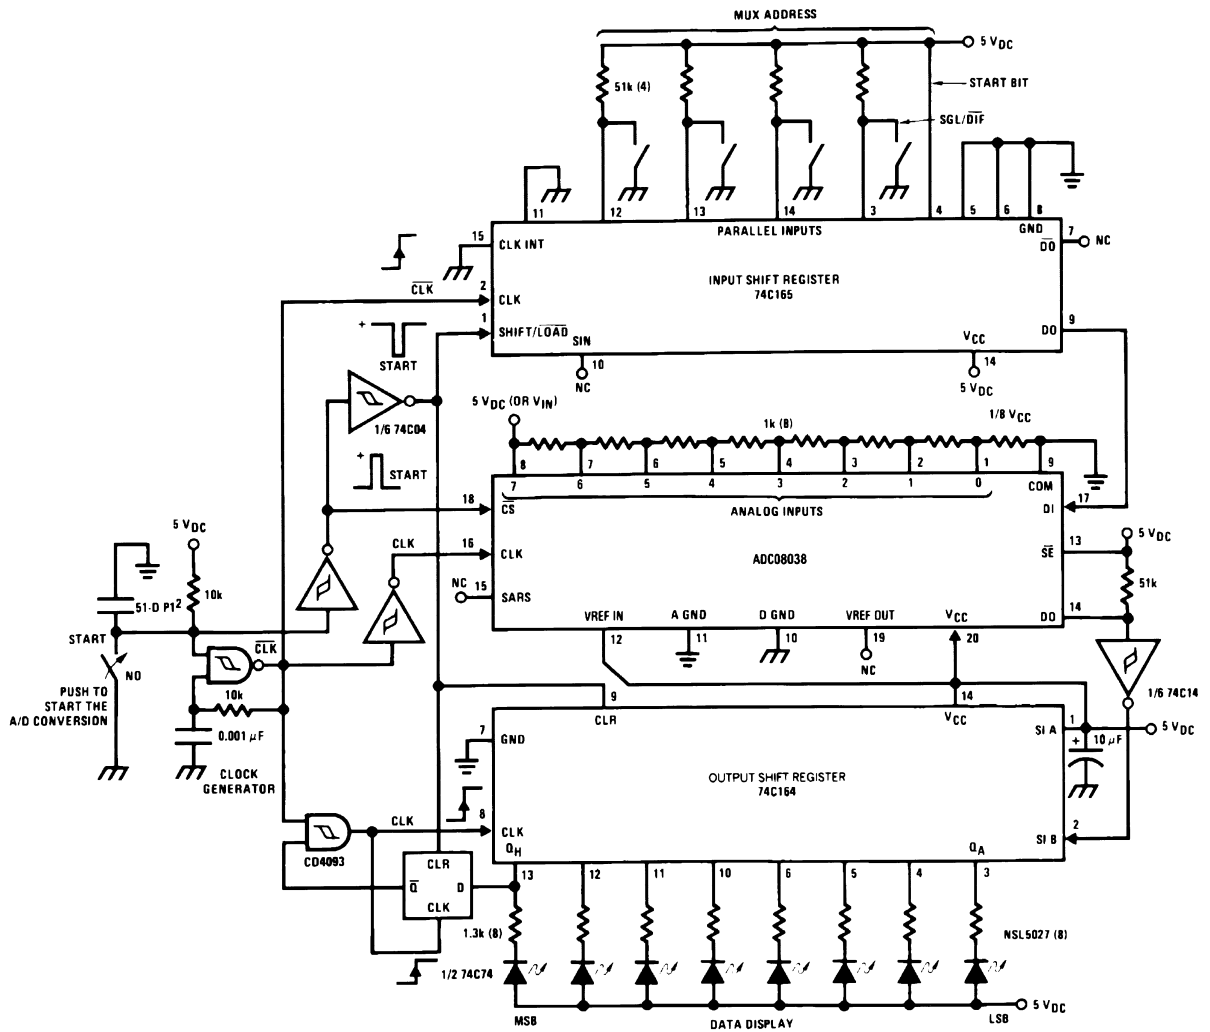 MUX ADDRESS
5 VDC
51k (4)
START BIT
SGL/DIF
11
12
13
14
3
4
5
6
8
PARALLEL INPUTS
GND
15
CLK INT
7
DO
NC
INPUT SHIFT REGISTER
74C165
CLK
2
CLK
1
SHIFT/LOAD
DO
9
SIN
VCC
10
NC
14
5 VDC
+
START
1/6 74C04
+
START
5 VDC (OR VIN)
1k (8)
1/8 VCC
8
7
6
5
4
3
2
1
9
7
6
5
4
3
2
1
0
COM
18
CS
ANALOG INPUTS
DI
17
CLK
16
CLK
ADC08038
SE
13
5 VDC
NC
15
SARS
51k
VREF IN
A GND
D GND
VREF OUT
VCC
DO
14
12
11
10
19
20
NC
1/6 74C14
5 VDC
10k
51-D P1²
START
NO
PUSH TO
START THE
A/D CONVERSION
CLK
10k
0.001 µF
CLOCK
GENERATOR
9
14
CLR
VCC
7
GND
SI A
1
5 VDC
+
10 µF
OUTPUT SHIFT REGISTER
74C164
CLK
8
CLK
SI B
2
CD4093
QH
QA
CLR
Q
D
CLK
13
12
11
10
6
5
4
3
1.3k (8)
NSL5027 (8)
1/2 74C74
5 VDC
MSB
DATA DISPLAY
LSB